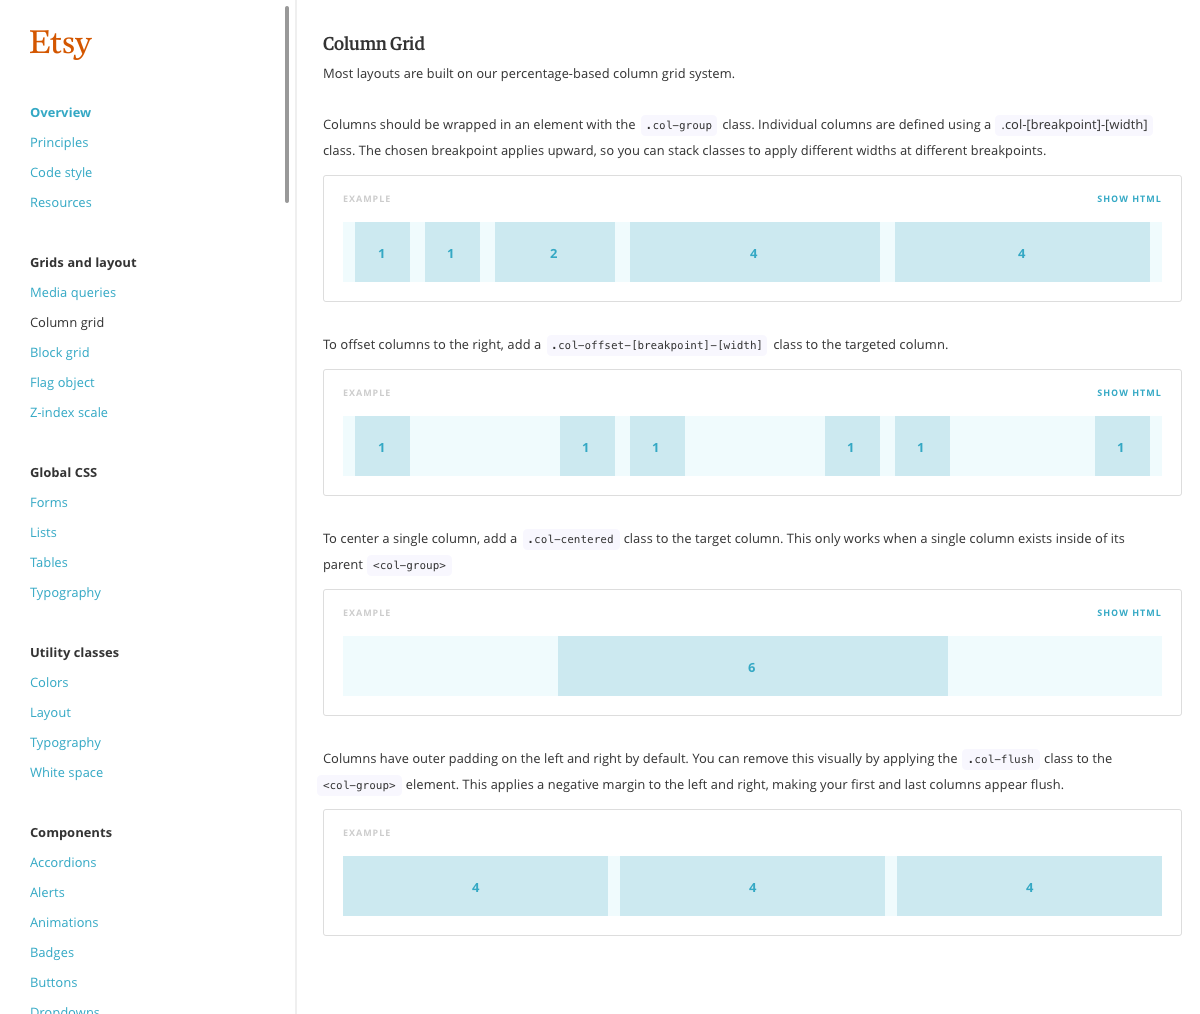 Etsy
Overview
Principles
Code style
Resources
Grids and layout
Media queries
Column grid
Block grid
Flag object
Z-index scale
Global CSS
Forms
Lists
Tables
Typography
Utility classes
Colors
Layout
Typography
White space
Components
Accordions
Alerts
Animations
Badges
Buttons
Dropdowns
Column Grid
Most layouts are built on our percentage-based column grid system.
Columns should be wrapped in an element with the .col-group class. Individual columns are defined using a .col-[breakpoint]-[width]
class. The chosen breakpoint applies upward, so you can stack classes to apply different widths at different breakpoints.
EXAMPLE SHOW HTML
1 1 2 4 4
To offset columns to the right, add a .col-offset-[breakpoint]-[width] class to the targeted column.
EXAMPLE SHOW HTML
1 1 1 1 1 1
To center a single column, add a .col-centered class to the target column. This only works when a single column exists inside of its
parent <col-group>
EXAMPLE SHOW HTML
6
Columns have outer padding on the left and right by default. You can remove this visually by applying the .col-flush class to the
<col-group> element. This applies a negative margin to the left and right, making your first and last columns appear flush.
EXAMPLE
4 4 4